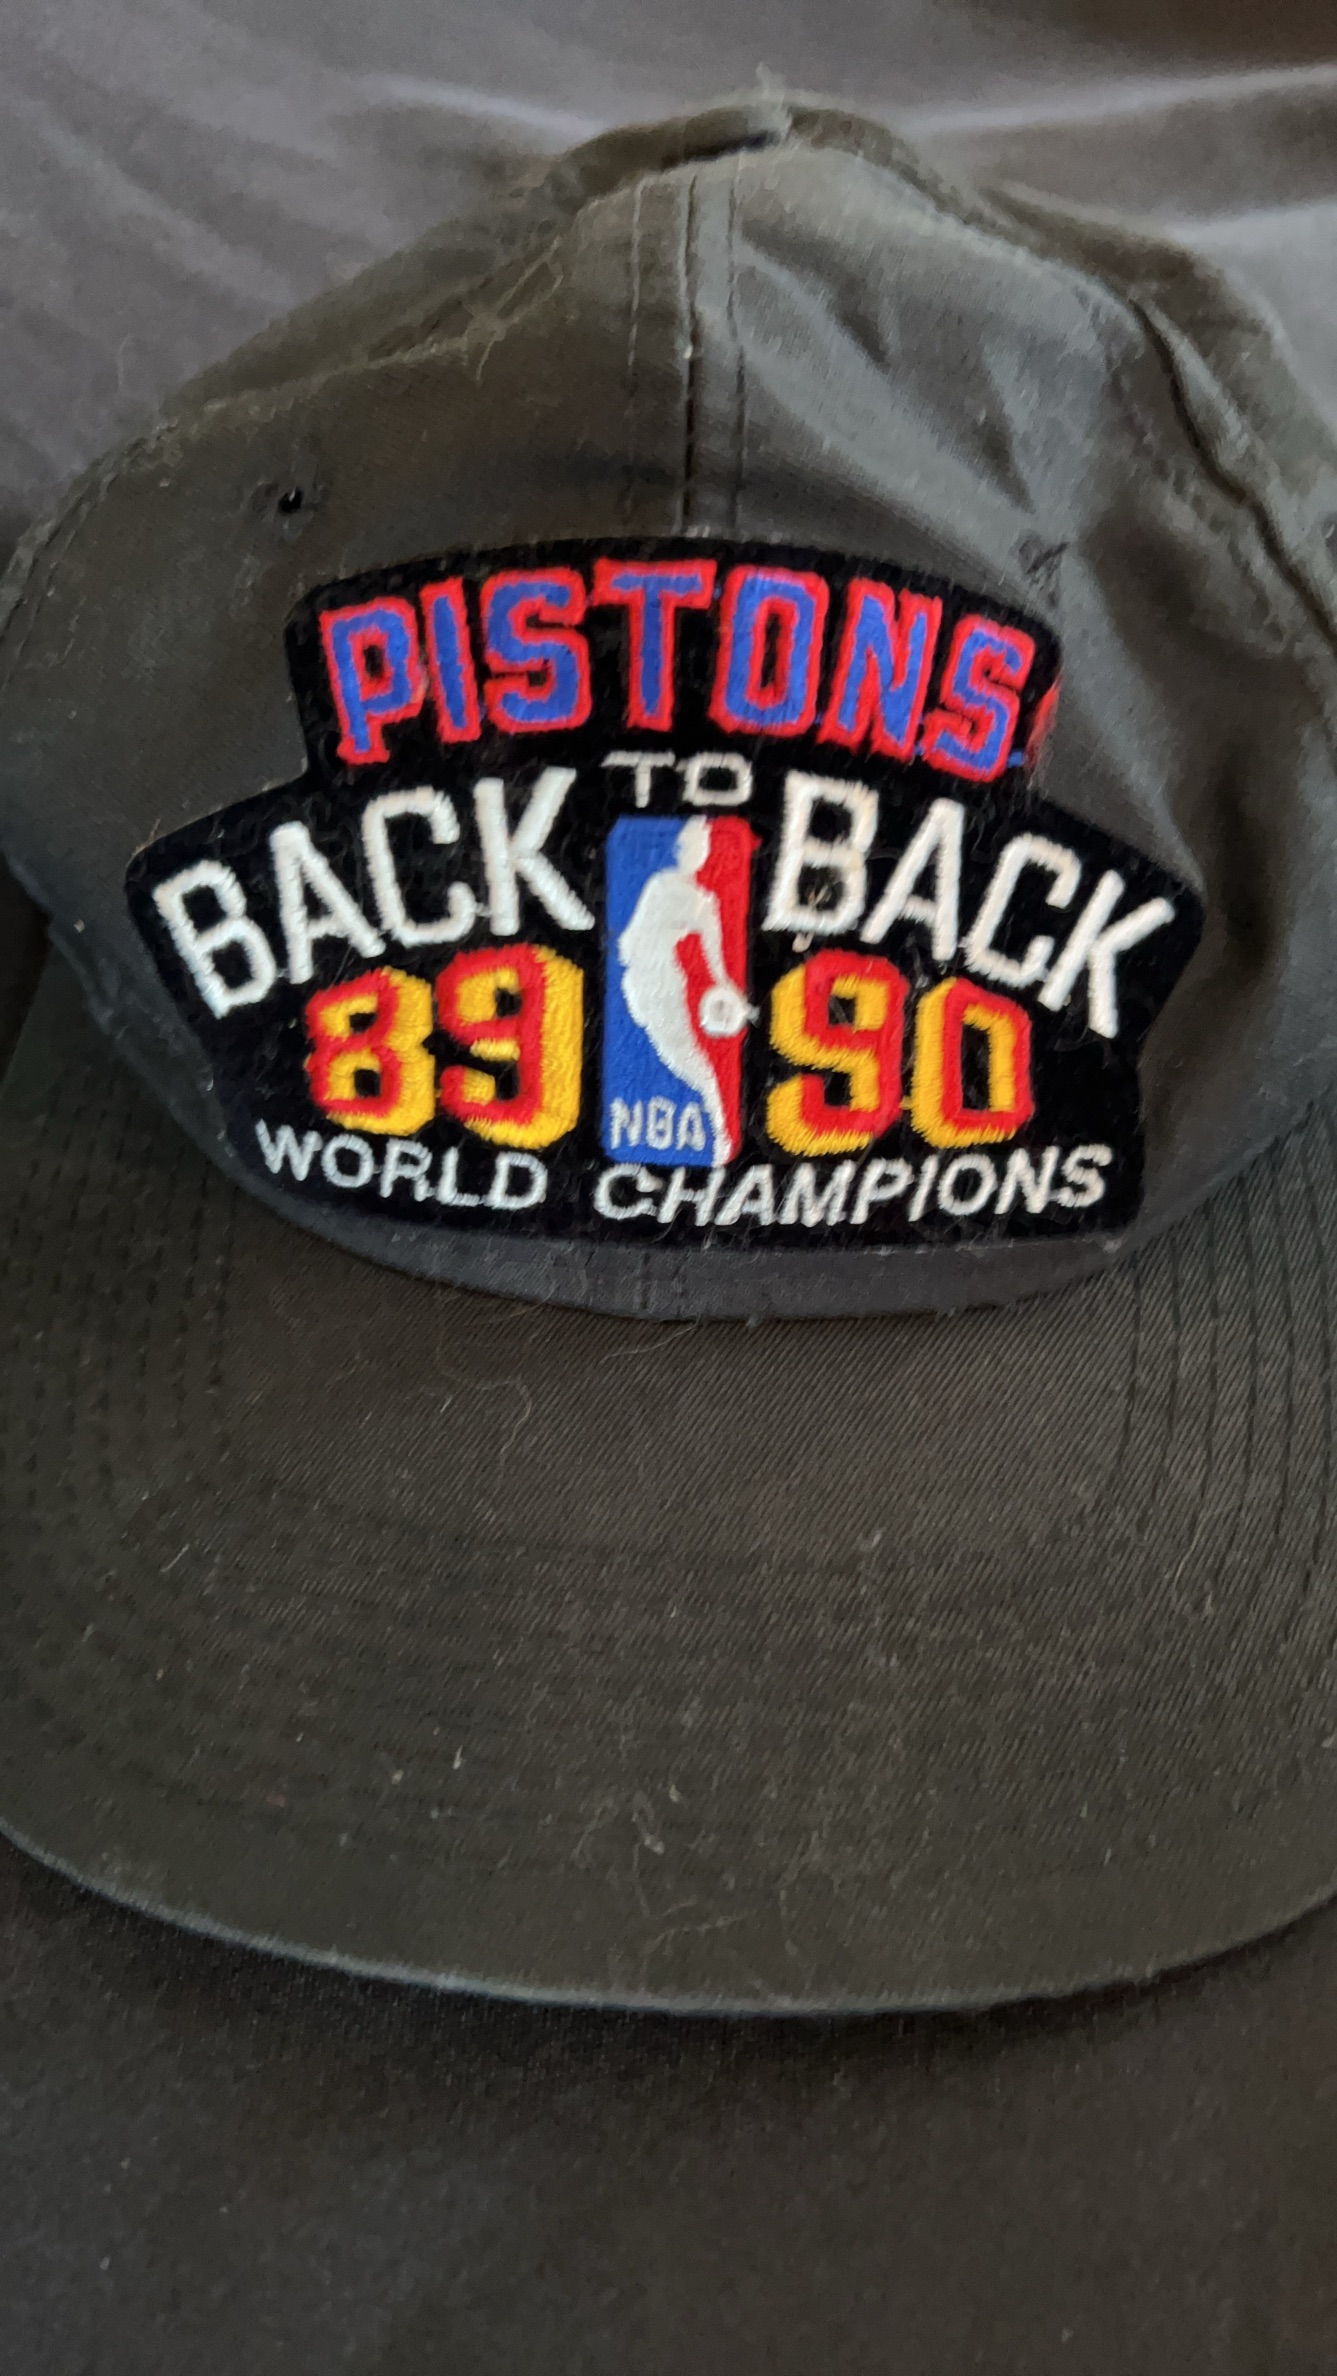 PISTONS
TO
BACK BACK
89 90
NBA
WORLD CHAMPIONS